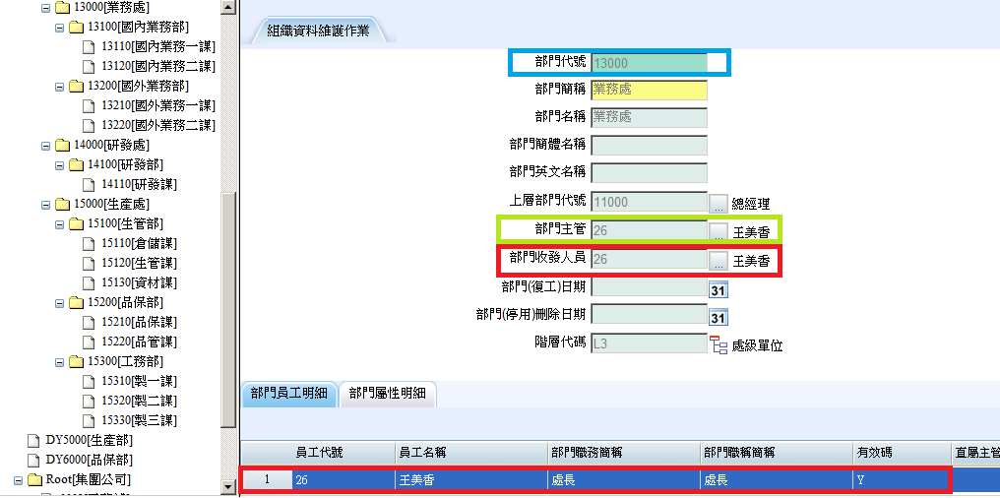 13000[業務處]
13100[國內業務部]
13110[國內業務一課]
13120[國內業務二課]
13200[國外業務部]
13210[國外業務一課]
13220[國外業務二課]
14000[研發處]
14100[研發部]
14110[研發課]
15000[生產處]
15100[生管部]
15110[倉儲課]
15120[生管課]
15130[資材課]
15200[品保部]
15210[品保課]
15220[品管課]
15300[工務部]
15310[製一課]
15320[製二課]
15330[製三課]
DY5000[生產部]
DY6000[品保部]
Root[集團公司]
組織資料維護作業
部門代號 13000
部門簡稱 業務處
部門名稱 業務處
部門簡體名稱
部門英文名稱
上層部門代號 11000 ... 總經理
部門主管 26 ... 王美香
部門收發人員 26 ... 王美香
部門(復工)日期 31
部門(停用)刪除日期 31
階層代碼 L3 處級單位
部門員工明細 部門屬性明細
員工代號 員工名稱 部門職務簡稱 部門職稱簡稱 有效碼 直屬主管
1 26 王美香 處長 處長 Y